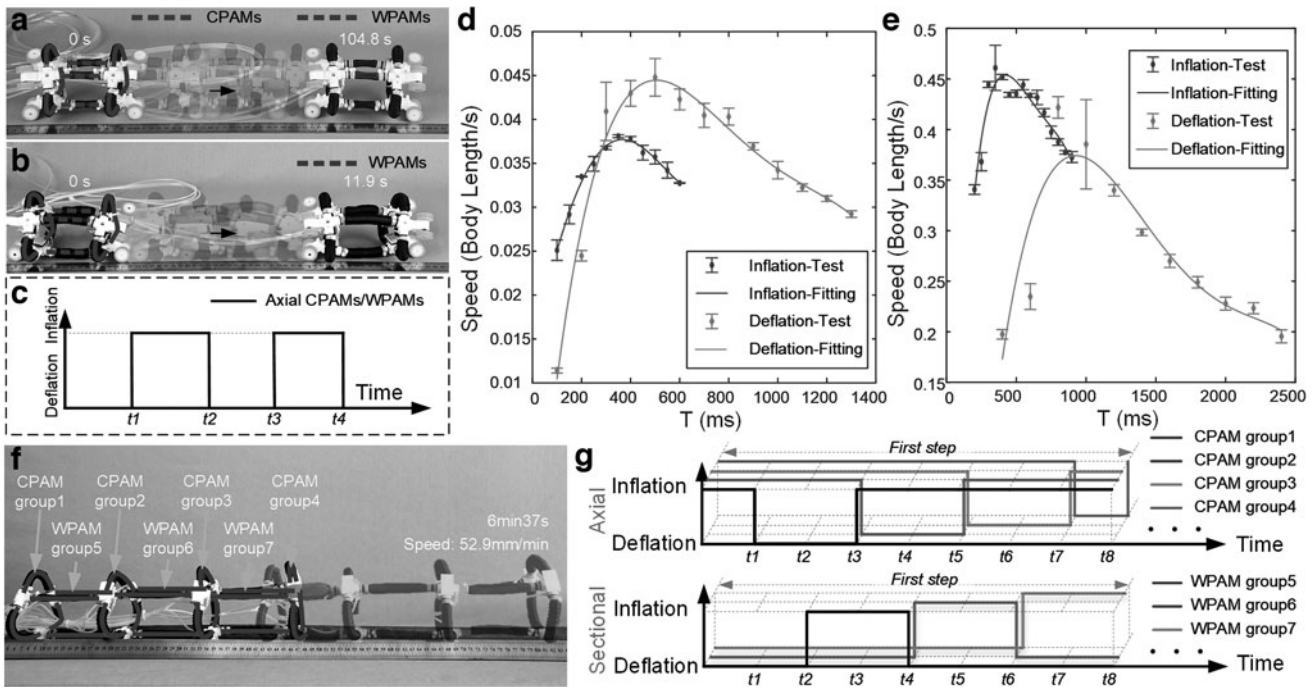 a
CPAMs
WPAMs
0 s
104.8 s
b
WPAMs
0 s
11.9 s
c
Axial CPAMs/WPAMs
Inflation
Deflation
Time
t1
t2
t3
t4
d
Speed (Body Length/s)
0.05
0.045
0.04
0.035
0.03
0.025
0.02
0.015
0.01
Inflation-Test
Inflation-Fitting
Deflation-Test
Deflation-Fitting
0 200 400 600 800 1000 1200 1400
T (ms)
e
Speed (Body Length/s)
0.5
0.45
0.4
0.35
0.3
0.25
0.2
0.15
Inflation-Test
Inflation-Fitting
Deflation-Test
Deflation-Fitting
0 500 1000 1500 2000 2500
T (ms)
f
CPAM
group1
CPAM
group2
CPAM
group3
CPAM
group4
WPAM
group5
WPAM
group6
WPAM
group7
6min37s
Speed: 52.9mm/min
g
First step
Axial
Inflation
Deflation
t1 t2 t3 t4 t5 t6 t7 t8
Time
CPAM group1
CPAM group2
CPAM group3
CPAM group4
First step
Sectional
Inflation
Deflation
t1 t2 t3 t4 t5 t6 t7 t8
Time
WPAM group5
WPAM group6
WPAM group7